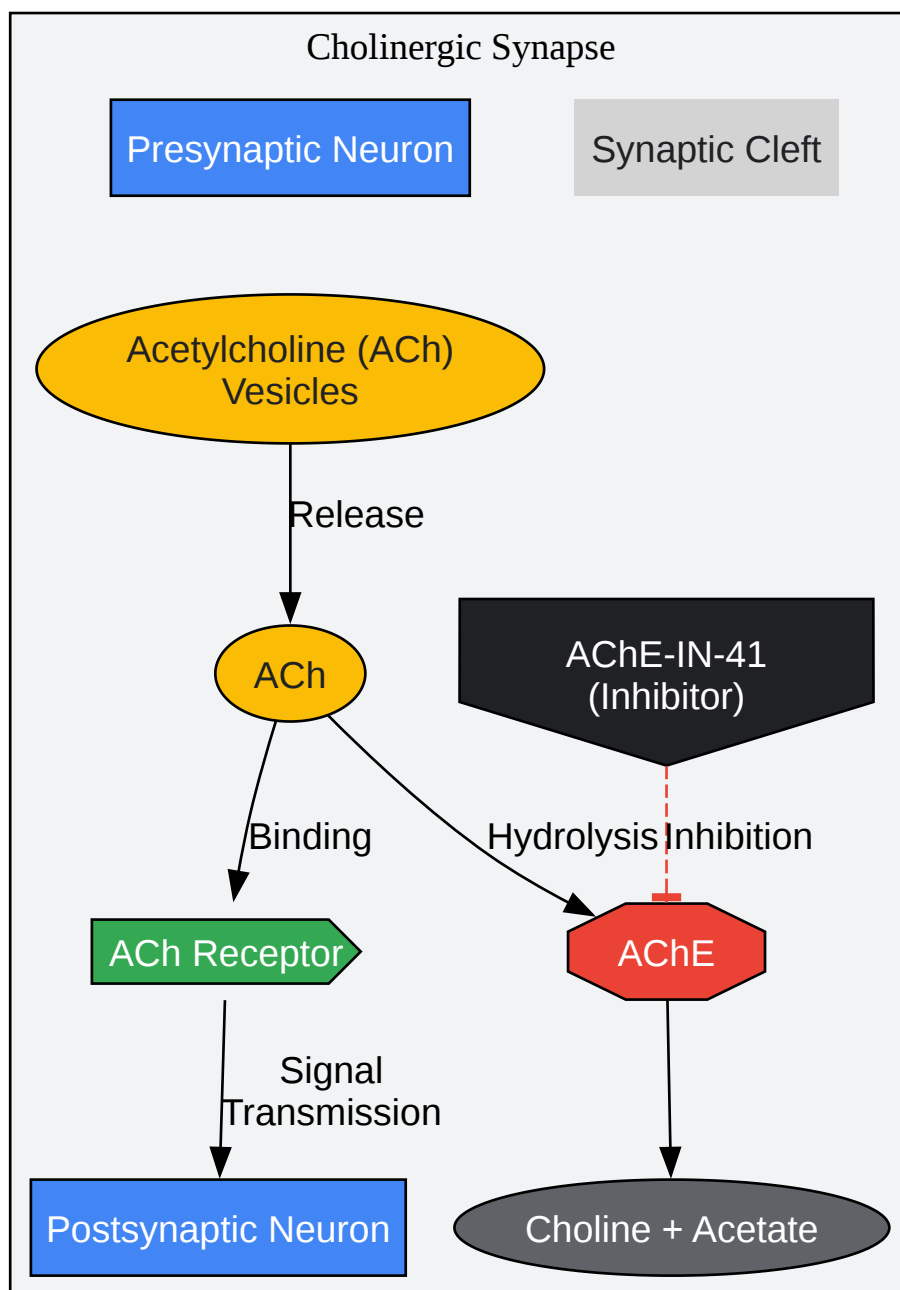 Cholinergic Synapse
Presynaptic Neuron
Synaptic Cleft
Acetylcholine (ACh)
Vesicles
Release
ACh
AChE-IN-41
(Inhibitor)
Binding
Hydrolysis
Inhibition
ACh Receptor
AChE
Signal
Transmission
Postsynaptic Neuron
Choline + Acetate